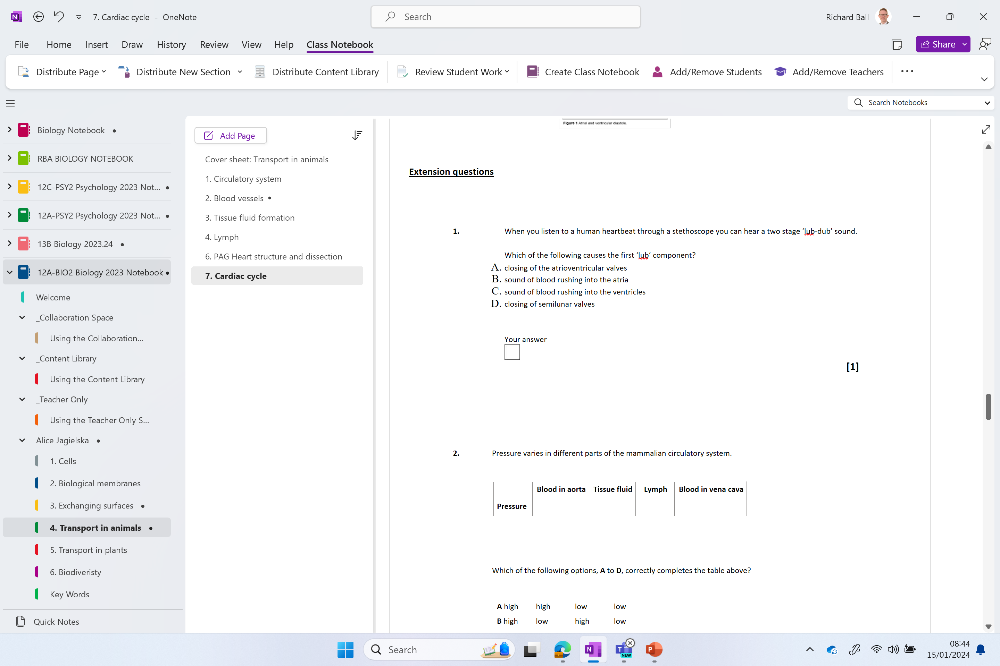 7. Cardiac cycle - OneNote
Search
Richard Ball
File Home Insert Draw History Review View Help Class Notebook
Share
Distribute Page
Distribute New Section
Distribute Content Library
Review Student Work
Create Class Notebook
Add/Remove Students
Add/Remove Teachers
Search Notebooks
Biology Notebook
RBA BIOLOGY NOTEBOOK
12C-PSY2 Psychology 2023 Not...
12A-PSY2 Psychology 2023 Not...
13B Biology 2023.24
12A-BIO2 Biology 2023 Notebook
Welcome
_Collaboration Space
Using the Collaboration...
_Content Library
Using the Content Library
_Teacher Only
Using the Teacher Only S...
Alice Jagielska
1. Cells
2. Biological membranes
3. Exchanging surfaces
4. Transport in animals
5. Transport in plants
6. Biodiveristy
Key Words
Quick Notes
Add Page
Cover sheet: Transport in animals
1. Circulatory system
2. Blood vessels
3. Tissue fluid formation
4. Lymph
6. PAG Heart structure and dissection
7. Cardiac cycle
Figure 1 Atrial and ventricular diastole.
Extension questions
1. When you listen to a human heartbeat through a stethoscope you can hear a two stage ‘lub-dub’ sound.
Which of the following causes the first ‘lub’ component?
A. closing of the atrioventricular valves
B. sound of blood rushing into the atria
C. sound of blood rushing into the ventricles
D. closing of semilunar valves
Your answer
[1]
2. Pressure varies in different parts of the mammalian circulatory system.
Blood in aorta Tissue fluid Lymph Blood in vena cava
Pressure
Which of the following options, A to D, correctly completes the table above?
A high high low low
B high low high low
Search
NEW
08:44
15/01/2024